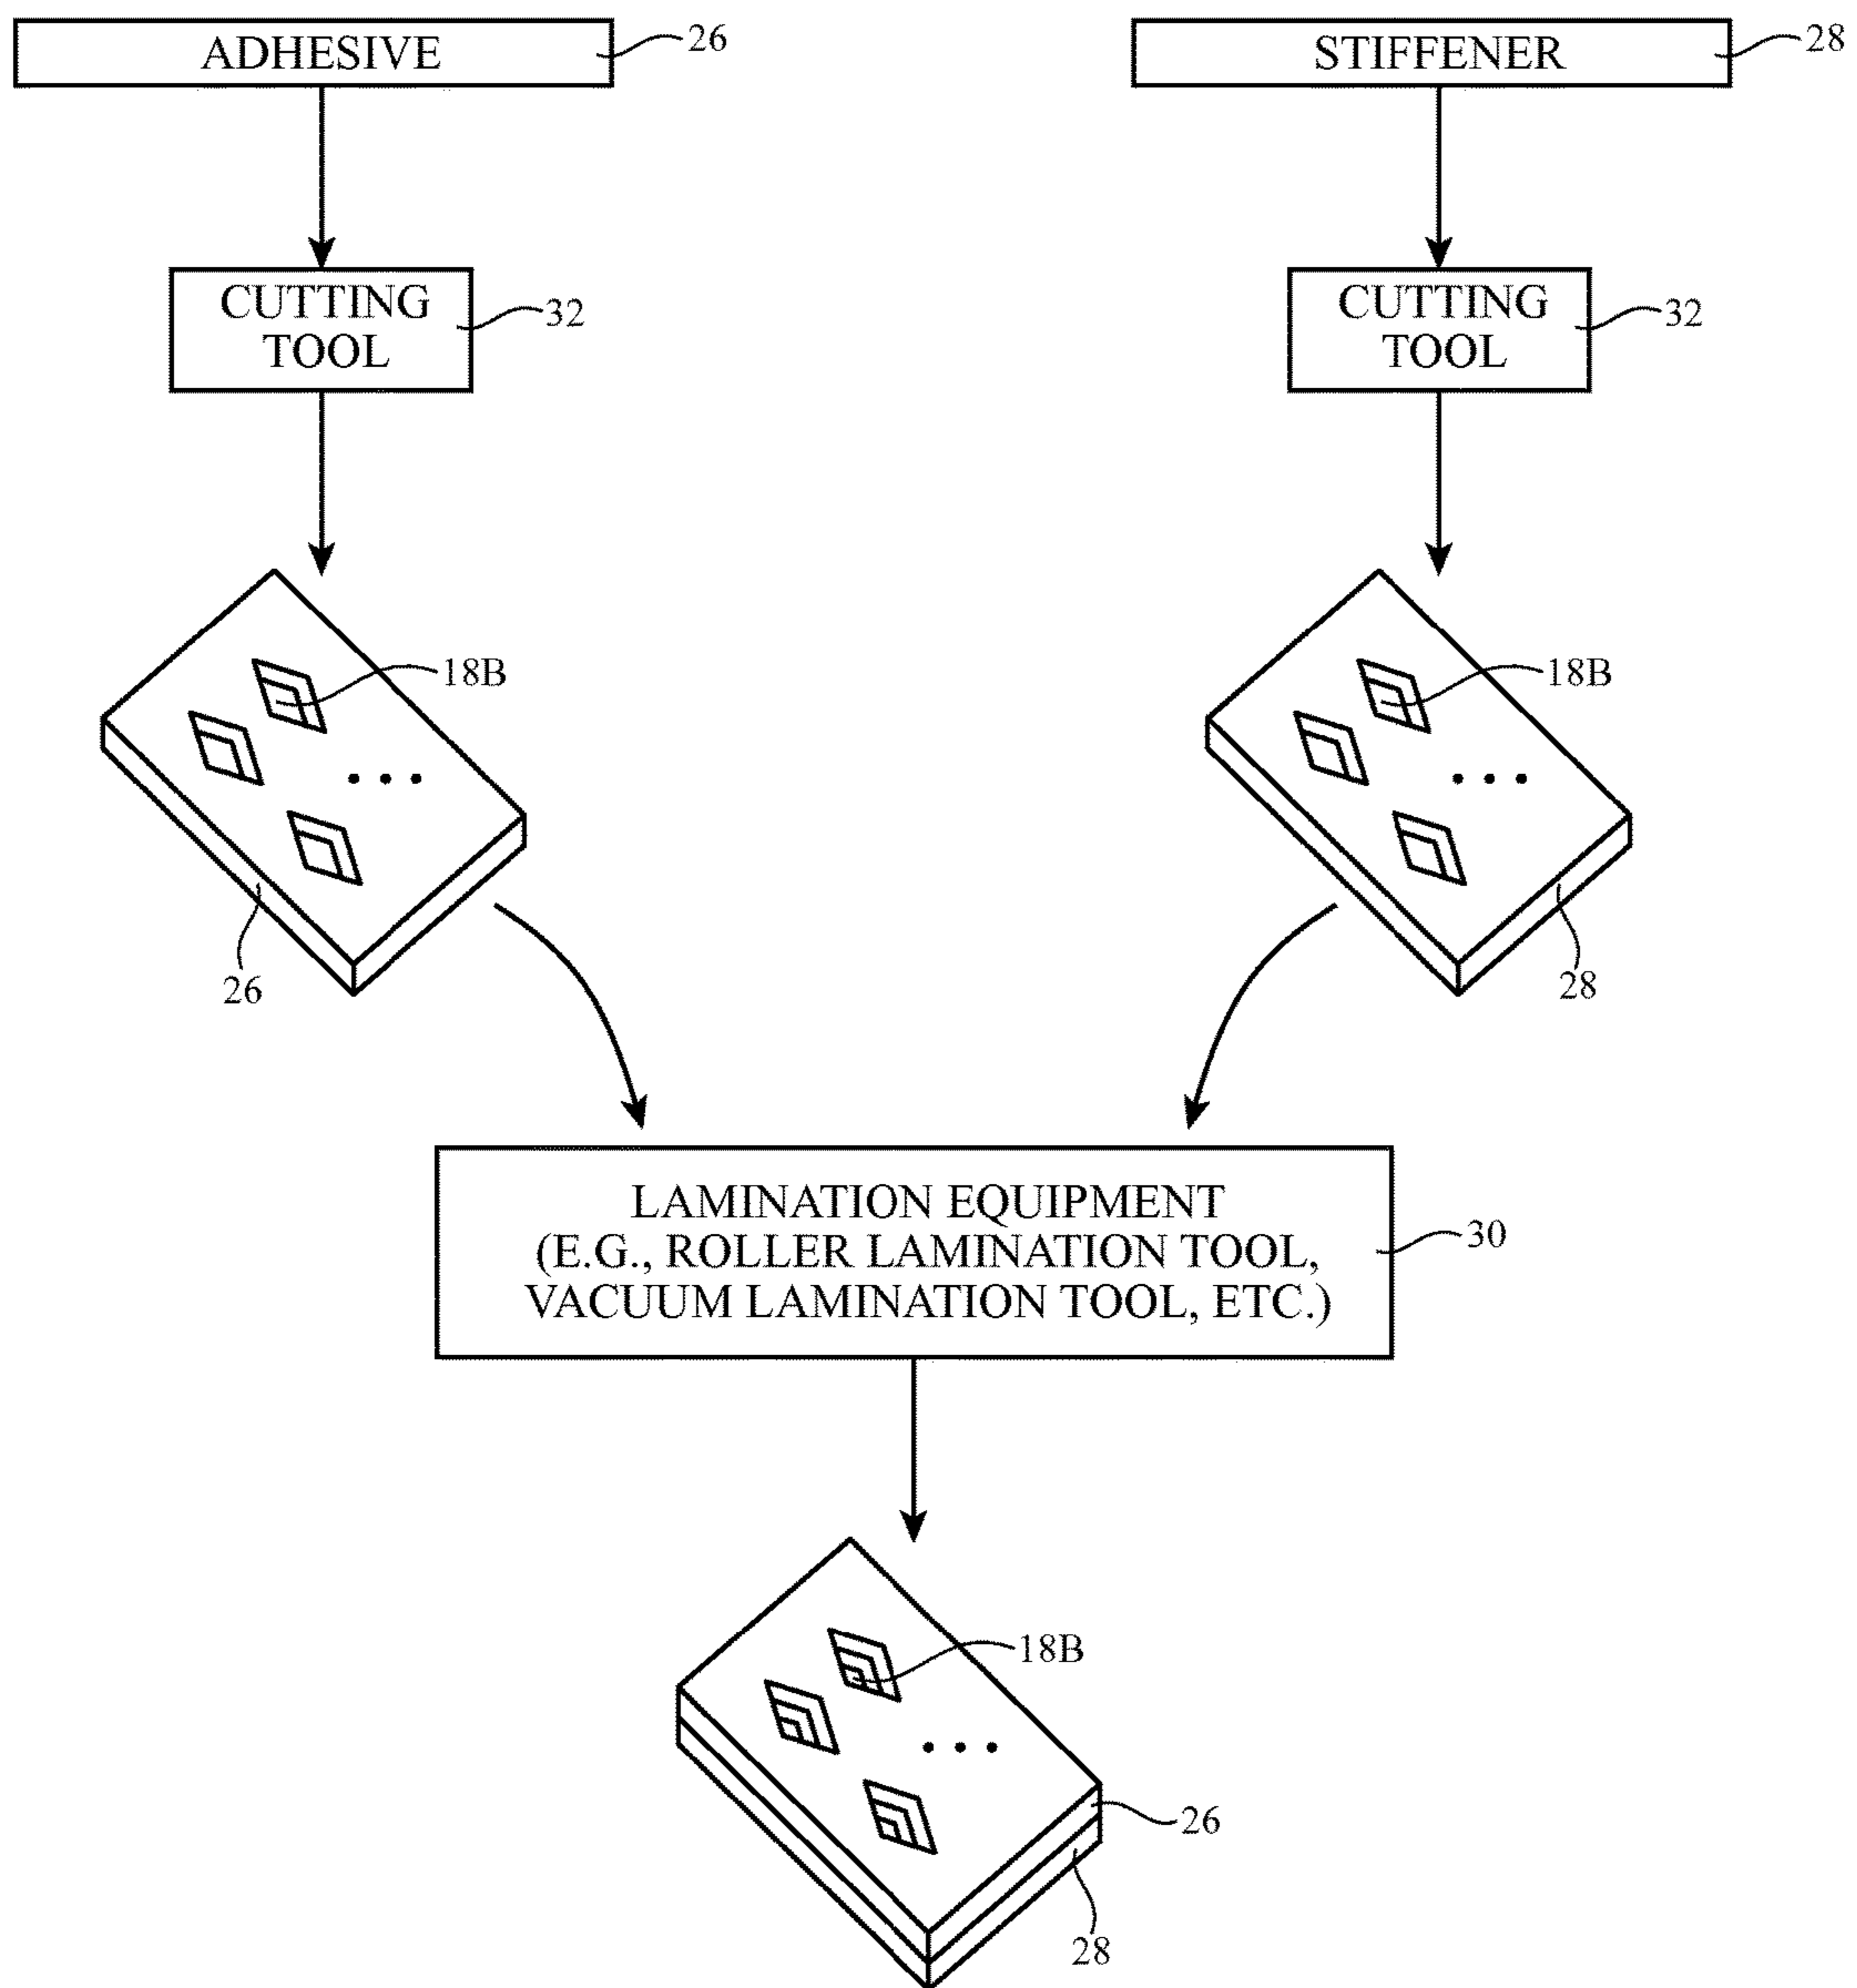 ADHESIVE
26
STIFFENER
28
CUTTING
TOOL
32
CUTTING
TOOL
32
18B
18B
26
28
LAMINATION EQUIPMENT
(E.G., ROLLER LAMINATION TOOL,
VACUUM LAMINATION TOOL, ETC.)
30
18B
26
28